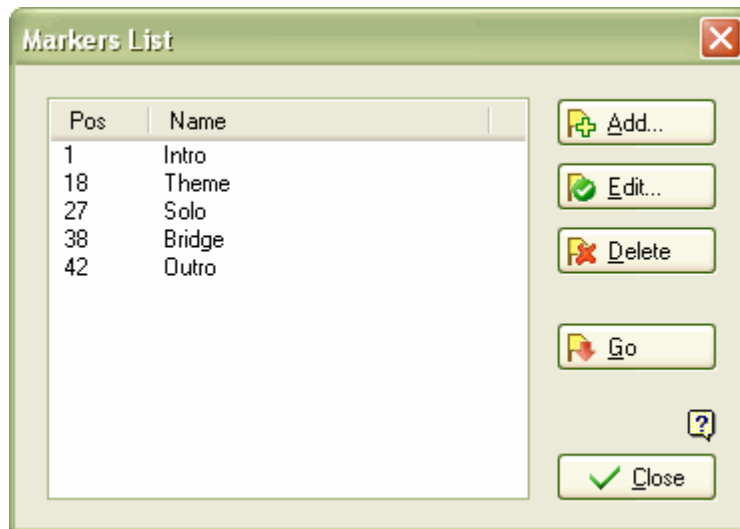 Markers List
Pos Name
1 Intro
18 Theme
27 Solo
38 Bridge
42 Outro
Add...
Edit...
Delete
Go
?
Close